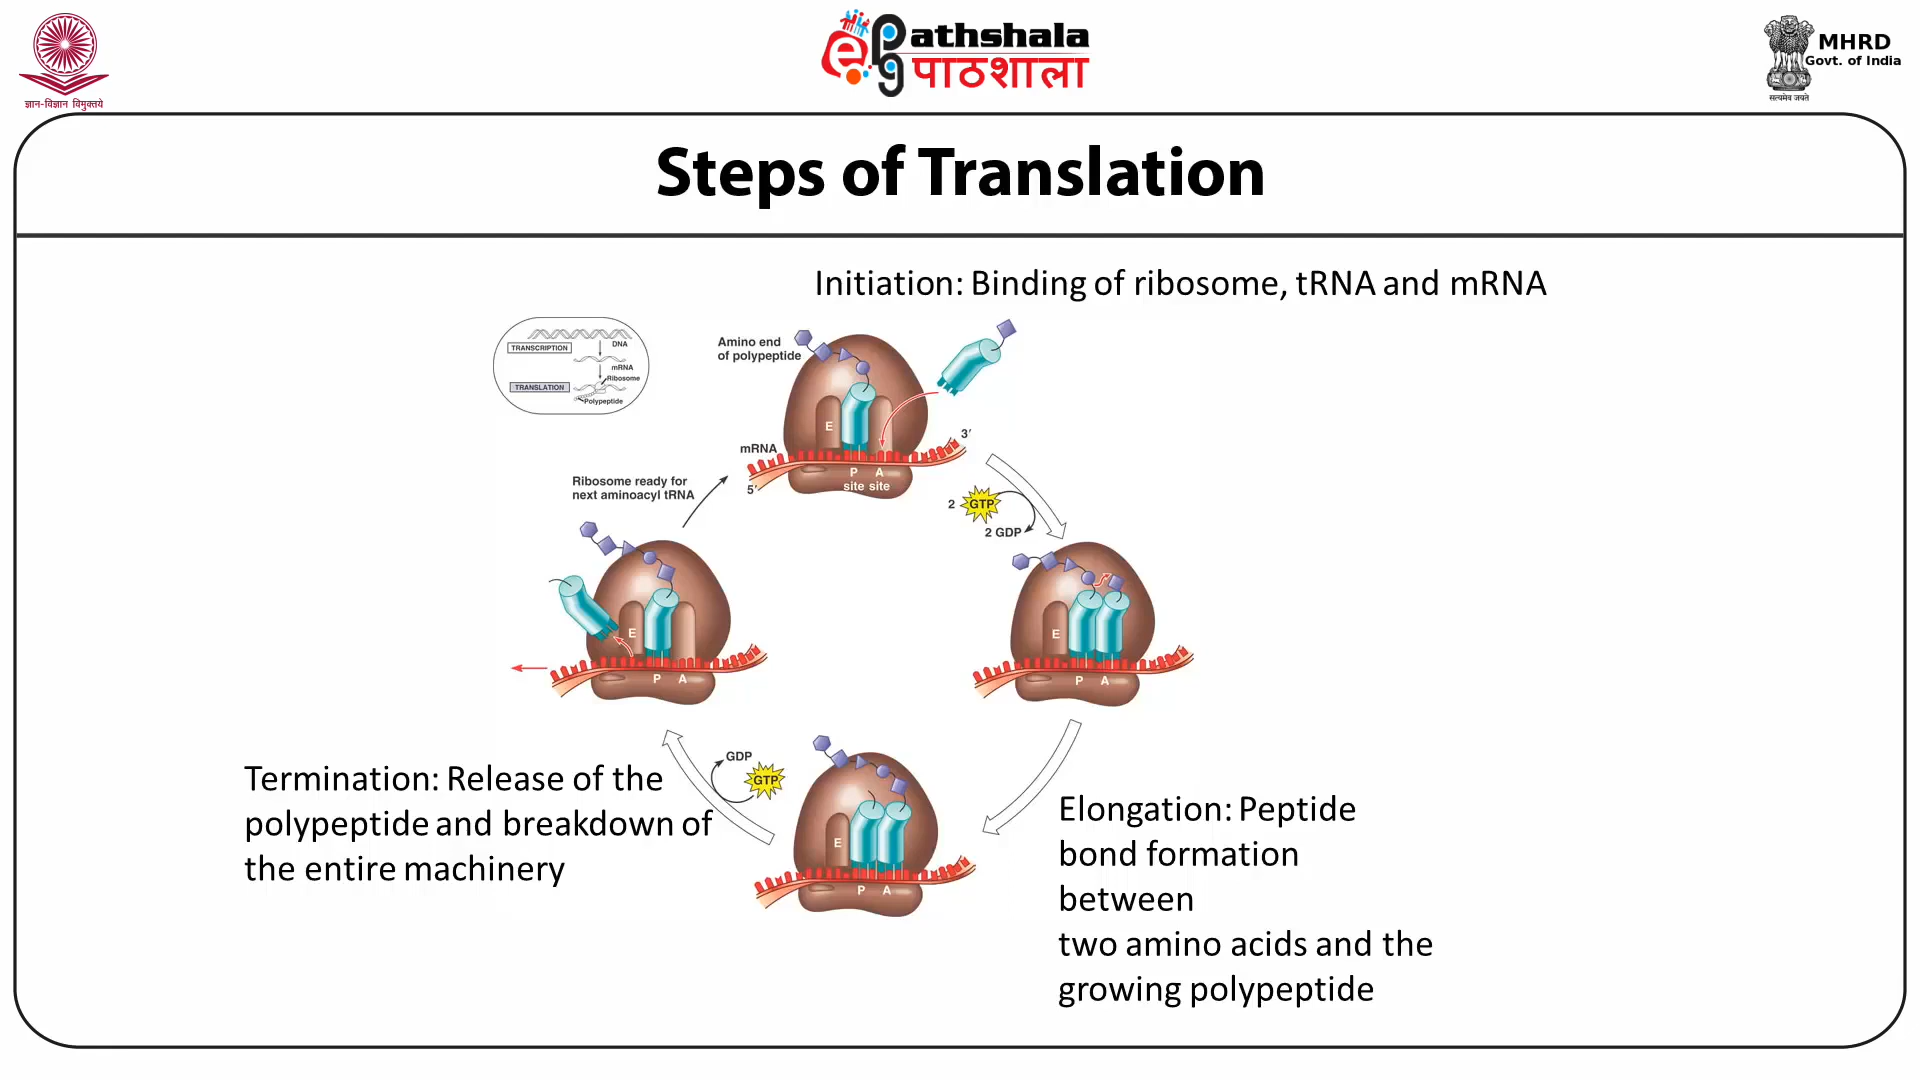 ज्ञान-विज्ञान विमुक्तये
ePGathshala
पाठशाला
MHRD
Govt. of India
सत्यमेव जयते
Steps of Translation
Initiation: Binding of ribosome, tRNA and mRNA
TRANSCRIPTION
DNA
mRNA
Ribosome
TRANSLATION
Polypeptide
Amino end
of polypeptide
E
mRNA
3'
P A
site site
5'
Ribosome ready for
next aminoacyl tRNA
2 GTP
2 GDP
E
P A
E
P A
GDP
GTP
E
P A
Termination: Release of the
polypeptide and breakdown of
the entire machinery
Elongation: Peptide
bond formation
between
two amino acids and the
growing polypeptide